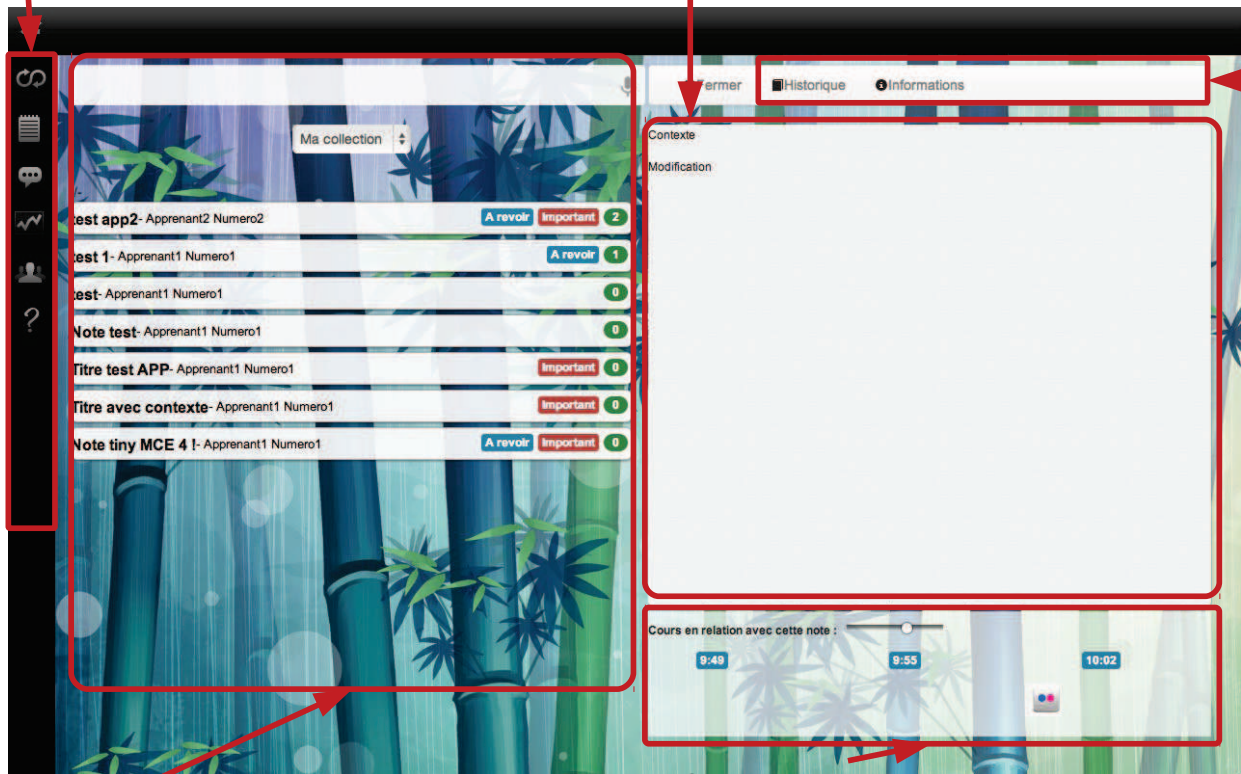 Fermer Historique Informations
Ma collection
test app2- Apprenant2 Numero2 A revoir Important 2
test 1- Apprenant1 Numero1 A revoir 1
test- Apprenant1 Numero1 0
Note test- Apprenant1 Numero1 0
Titre test APP- Apprenant1 Numero1 Important 0
Titre avec contexte- Apprenant1 Numero1 Important 0
Note tiny MCE 4 !- Apprenant1 Numero1 A revoir Important 0
Contexte
Modification
Cours en relation avec cette note :
9:49 9:55 10:02